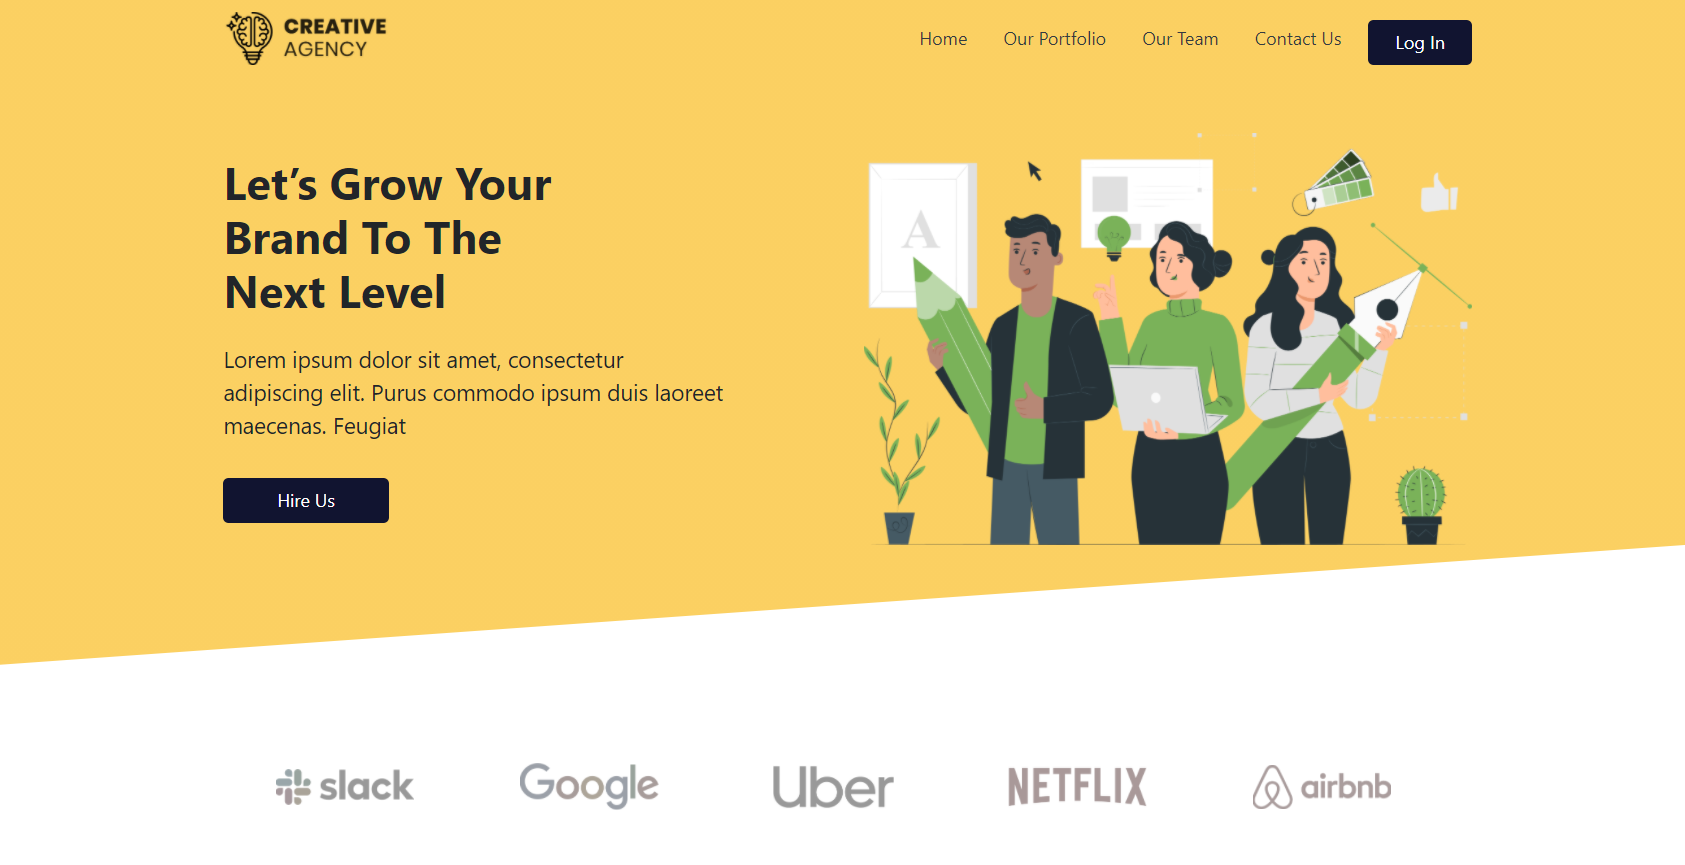 CREATIVE
AGENCY
Home Our Portfolio Our Team Contact Us Log In
Let’s Grow Your
Brand To The
Next Level
A
Lorem ipsum dolor sit amet, consectetur
adipiscing elit. Purus commodo ipsum duis laoreet
maecenas. Feugiat
Hire Us
slack Google Uber NETFLIX airbnb